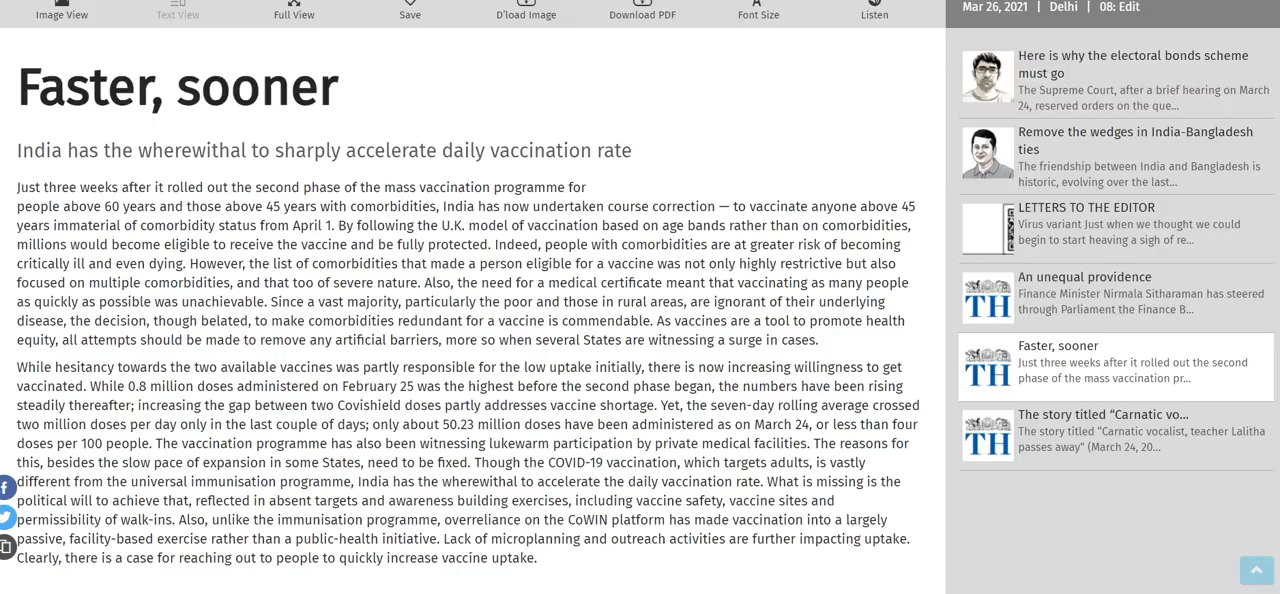 Image View
Text View
Full View
Save
D'load Image
Download PDF
Font Size
Listen
Mar 26, 2021 | Delhi | 08: Edit
Faster, sooner
India has the wherewithal to sharply accelerate daily vaccination rate
Just three weeks after it rolled out the second phase of the mass vaccination programme for
people above 60 years and those above 45 years with comorbidities, India has now undertaken course correction — to vaccinate anyone above 45
years immaterial of comorbidity status from April 1. By following the U.K. model of vaccination based on age bands rather than on comorbidities,
millions would become eligible to receive the vaccine and be fully protected. Indeed, people with comorbidities are at greater risk of becoming
critically ill and even dying. However, the list of comorbidities that made a person eligible for a vaccine was not only highly restrictive but also
focused on multiple comorbidities, and that too of severe nature. Also, the need for a medical certificate meant that vaccinating as many people
as quickly as possible was unachievable. Since a vast majority, particularly the poor and those in rural areas, are ignorant of their underlying
disease, the decision, though belated, to make comorbidities redundant for a vaccine is commendable. As vaccines are a tool to promote health
equity, all attempts should be made to remove any artificial barriers, more so when several States are witnessing a surge in cases.
While hesitancy towards the two available vaccines was partly responsible for the low uptake initially, there is now increasing willingness to get
vaccinated. While 0.8 million doses administered on February 25 was the highest before the second phase began, the numbers have been rising
steadily thereafter; increasing the gap between two Covishield doses partly addresses vaccine shortage. Yet, the seven-day rolling average crossed
two million doses per day only in the last couple of days; only about 50.23 million doses have been administered as on March 24, or less than four
doses per 100 people. The vaccination programme has also been witnessing lukewarm participation by private medical facilities. The reasons for
this, besides the slow pace of expansion in some States, need to be fixed. Though the COVID-19 vaccination, which targets adults, is vastly
different from the universal immunisation programme, India has the wherewithal to accelerate the daily vaccination rate. What is missing is the
political will to achieve that, reflected in absent targets and awareness building exercises, including vaccine safety, vaccine sites and
permissibility of walk-ins. Also, unlike the immunisation programme, overreliance on the CoWIN platform has made vaccination into a largely
passive, facility-based exercise rather than a public-health initiative. Lack of microplanning and outreach activities are further impacting uptake.
Clearly, there is a case for reaching out to people to quickly increase vaccine uptake.
Here is why the electoral bonds scheme
must go
The Supreme Court, after a brief hearing on March
24, reserved orders on the que...
Remove the wedges in India-Bangladesh
ties
The friendship between India and Bangladesh is
historic, evolving over the last...
LETTERS TO THE EDITOR
Virus variant Just when we thought we could
begin to start heaving a sigh of re...
An unequal providence
Finance Minister Nirmala Sitharaman has steered
through Parliament the Finance B...
TH
Faster, sooner
Just three weeks after it rolled out the second
phase of the mass vaccination pr...
TH
The story titled “Carnatic vo...
The story titled “Carnatic vocalist, teacher Lalitha
passes away” (March 24, 20...
TH